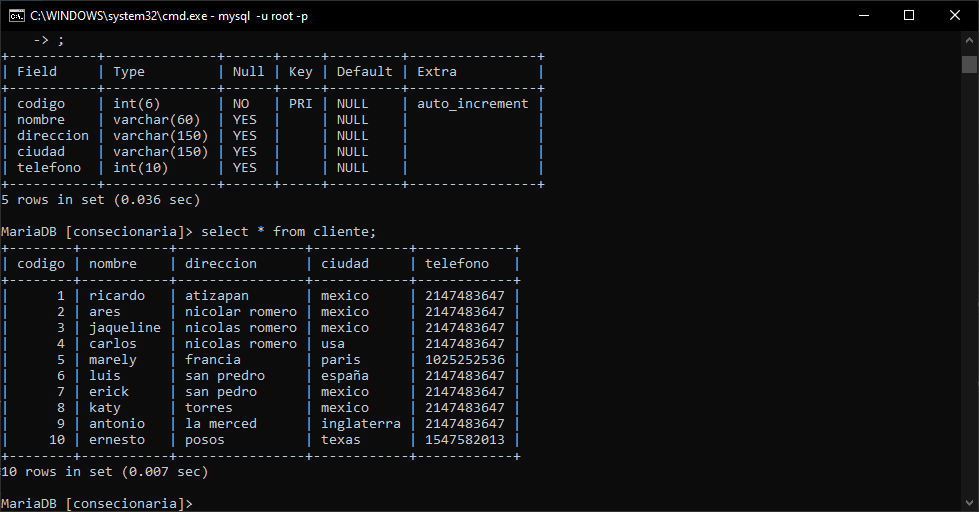 C:\WINDOWS\system32\cmd.exe - mysql  -u root -p
    -> ;
+-----------+--------------+------+-----+---------+----------------+
| Field     | Type         | Null | Key | Default | Extra          |
+-----------+--------------+------+-----+---------+----------------+
| codigo    | int(6)       | NO   | PRI | NULL    | auto_increment |
| nombre    | varchar(60)  | YES  |     | NULL    |                |
| direccion | varchar(150) | YES  |     | NULL    |                |
| ciudad    | varchar(150) | YES  |     | NULL    |                |
| telefono  | int(10)      | YES  |     | NULL    |                |
+-----------+--------------+------+-----+---------+----------------+
5 rows in set (0.036 sec)
MariaDB [consecionaria]> select * from cliente;
+--------+-----------+----------------+------------+------------+
| codigo | nombre    | direccion      | ciudad     | telefono   |
+--------+-----------+----------------+------------+------------+
|      1 | ricardo   | atizapan       | mexico     | 2147483647 |
|      2 | ares      | nicolar romero | mexico     | 2147483647 |
|      3 | jaqueline | nicolas romero | mexico     | 2147483647 |
|      4 | carlos    | nicolas romero | usa        | 2147483647 |
|      5 | marely    | francia        | paris      | 1025252536 |
|      6 | luis      | san predro     | españa     | 2147483647 |
|      7 | erick     | san pedro      | mexico     | 2147483647 |
|      8 | katy      | torres         | mexico     | 2147483647 |
|      9 | antonio   | la merced      | inglaterra | 2147483647 |
|     10 | ernesto   | posos          | texas      | 1547582013 |
+--------+-----------+----------------+------------+------------+
10 rows in set (0.007 sec)
MariaDB [consecionaria]>